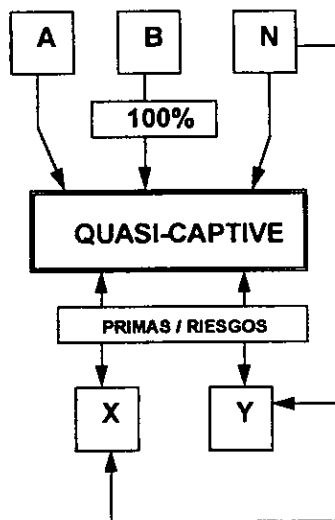 A B N
100%
QUASI-CAPTIVE
PRIMAS / RIESGOS
X Y